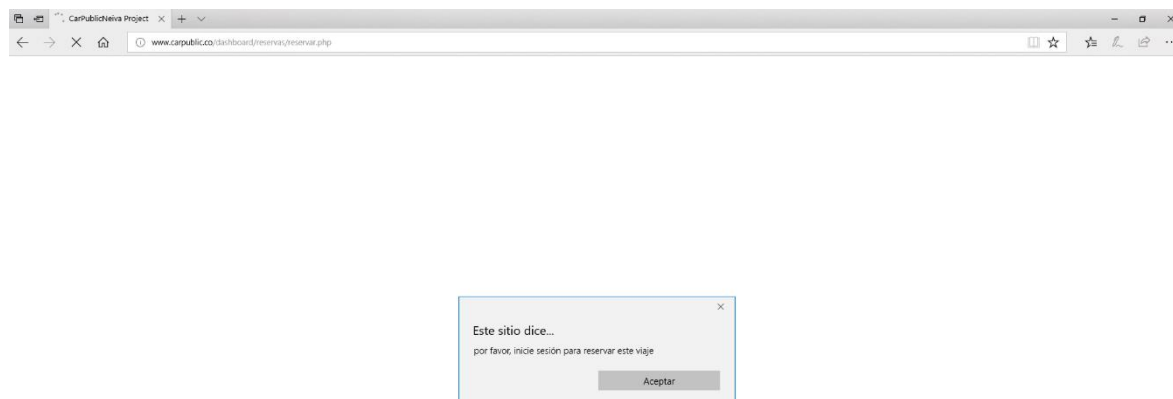 CarPublicNeiva Project
www.carpublic.co/dashboard/reservas/reservar.php
Este sitio dice...
por favor, inicie sesión para reservar este viaje
Aceptar